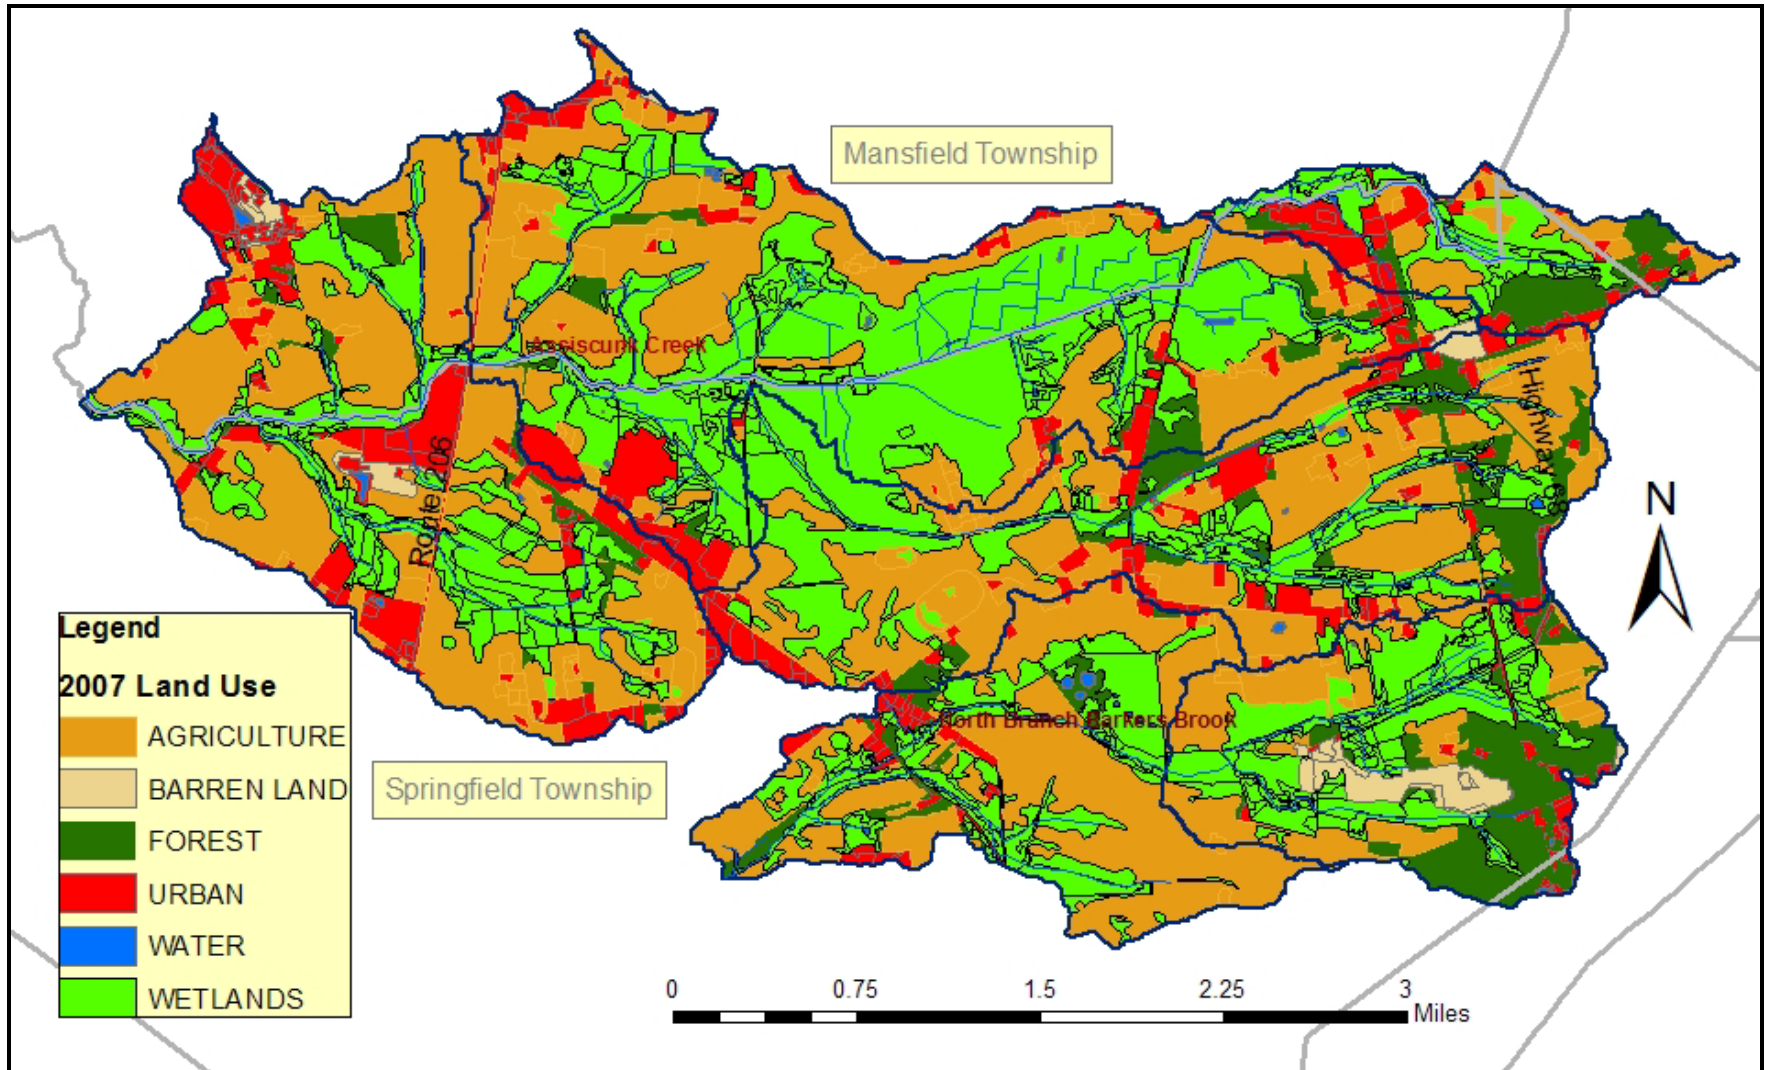 Mansfield Township
Assiscunk Creek
Highway 68
Route 206
N
Legend
2007 Land Use
AGRICULTURE
BARREN LAND
FOREST
URBAN
WATER
WETLANDS
North Branch Barkers Brook
Springfield Township
0 0.75 1.5 2.25 3
Miles